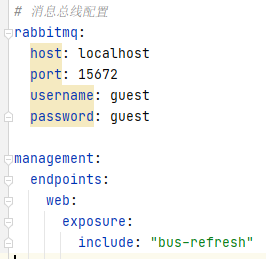 # 消息总线配置
rabbitmq:
  host: localhost
  port: 15672
  username: guest
  password: guest

management:
  endpoints:
    web:
      exposure:
        include: "bus-refresh"